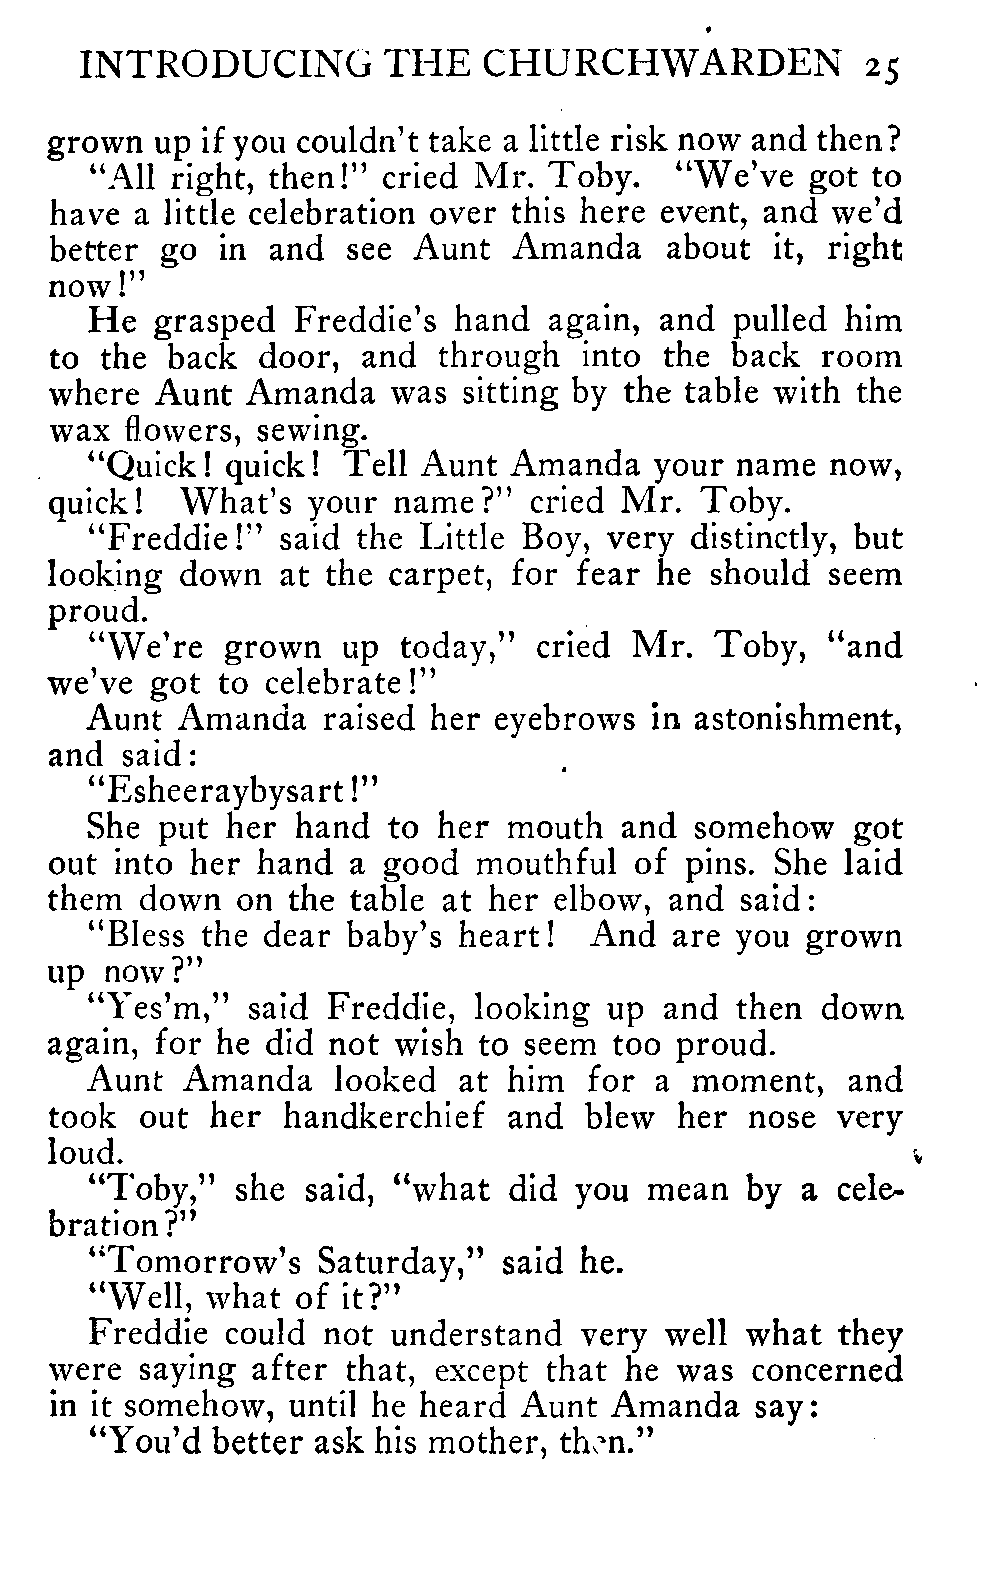 INTRODUCING THE CHURCHWARDEN 25
grown up if you couldn't take a little risk now and then?
"All right, then!" cried Mr. Toby. "We've got to
have a little celebration over this here event, and we'd
better go in and see Aunt Amanda about it, right
now!"
He grasped Freddie's hand again, and pulled him
to the back door, and through into the back room
where Aunt Amanda was sitting by the table with the
wax flowers, sewing.
"Quick! quick! Tell Aunt Amanda your name now,
quick! What's your name?" cried Mr. Toby.
"Freddie!" said the Little Boy, very distinctly, but
looking down at the carpet, for fear he should seem
proud.
"We're grown up today," cried Mr. Toby, "and
we've got to celebrate!"
Aunt Amanda raised her eyebrows in astonishment,
and said:
"Esheeraybysart!"
She put her hand to her mouth and somehow got
out into her hand a good mouthful of pins. She laid
them down on the table at her elbow, and said:
"Bless the dear baby's heart! And are you grown
up now?"
"Yes'm," said Freddie, looking up and then down
again, for he did not wish to seem too proud.
Aunt Amanda looked at him for a moment, and
took out her handkerchief and blew her nose very
loud.
"Toby," she said, "what did you mean by a cele-
bration?"
"Tomorrow's Saturday," said he.
"Well, what of it?"
Freddie could not understand very well what they
were saying after that, except that he was concerned
in it somehow, until he heard Aunt Amanda say:
"You'd better ask his mother, then."